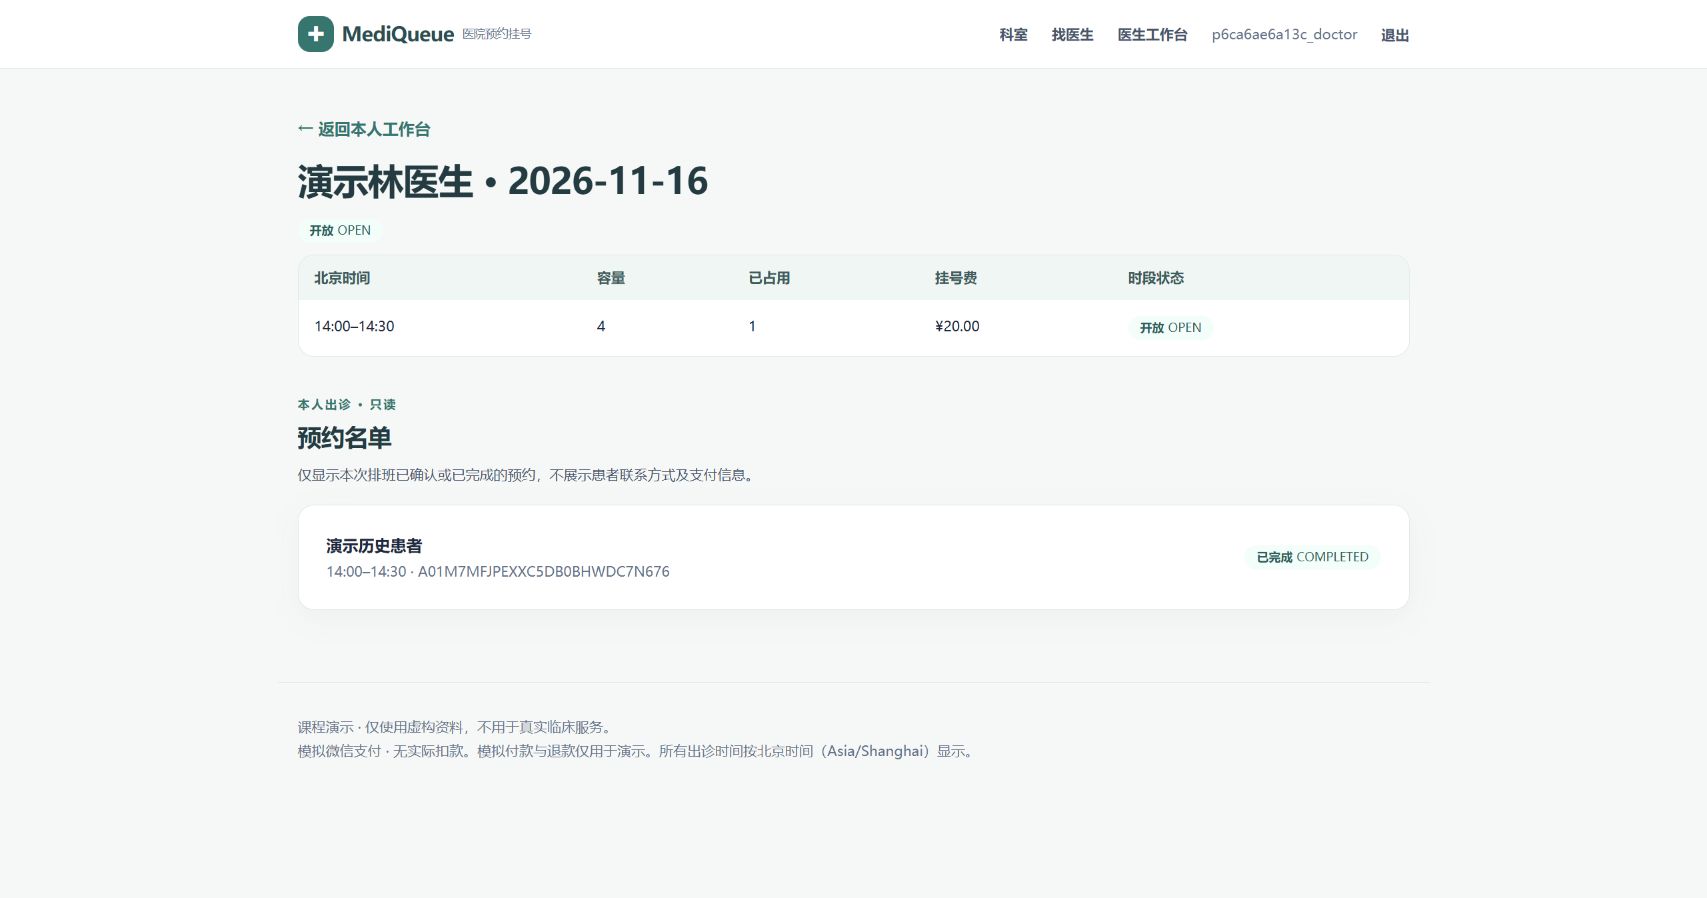 MediQueue 医院预约挂号 科室 找医生 医生工作台 p6ca6ae6a13c_doctor 退出
← 返回本人工作台
演示林医生 • 2026-11-16
开放 OPEN
北京时间 容量 已占用 挂号费 时段状态
14:00–14:30 4 1 ¥20.00 开放 OPEN
本人出诊 • 只读
预约名单
仅显示本次排班已确认或已完成的预约，不展示患者联系方式及支付信息。
演示历史患者
14:00–14:30 · A01M7MFJPEXXC5DB0BHWDC7N676
已完成 COMPLETED
课程演示 · 仅使用虚构资料，不用于真实临床服务。
模拟微信支付 · 无实际扣款。模拟付款与退款仅用于演示。所有出诊时间按北京时间（Asia/Shanghai）显示。